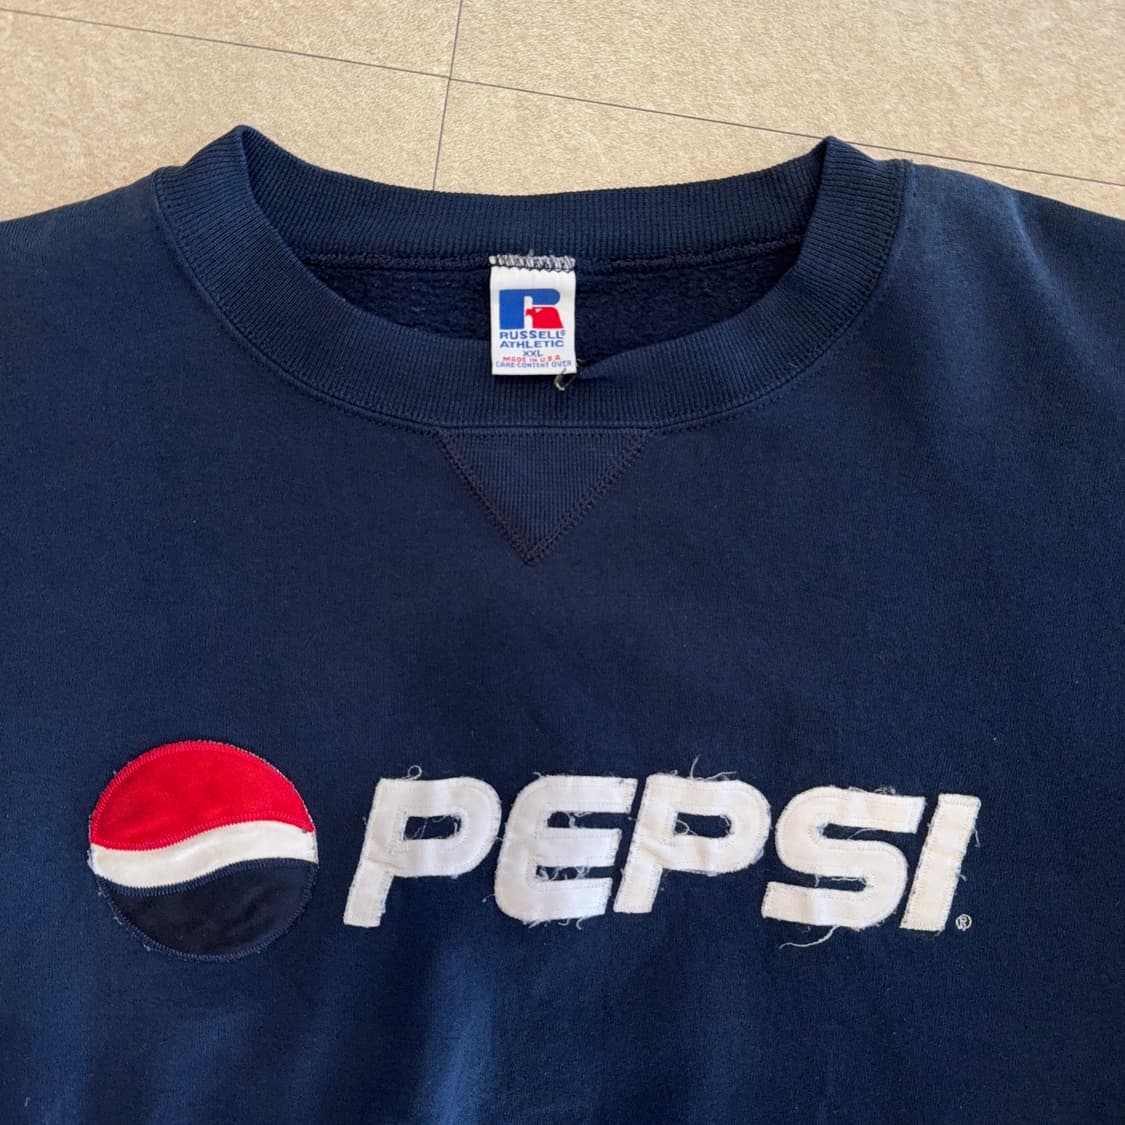 RUSSELL®
ATHLETIC
XXL
MADE IN U.S.A.
CARE-CONTENT OVER
PEPSI®